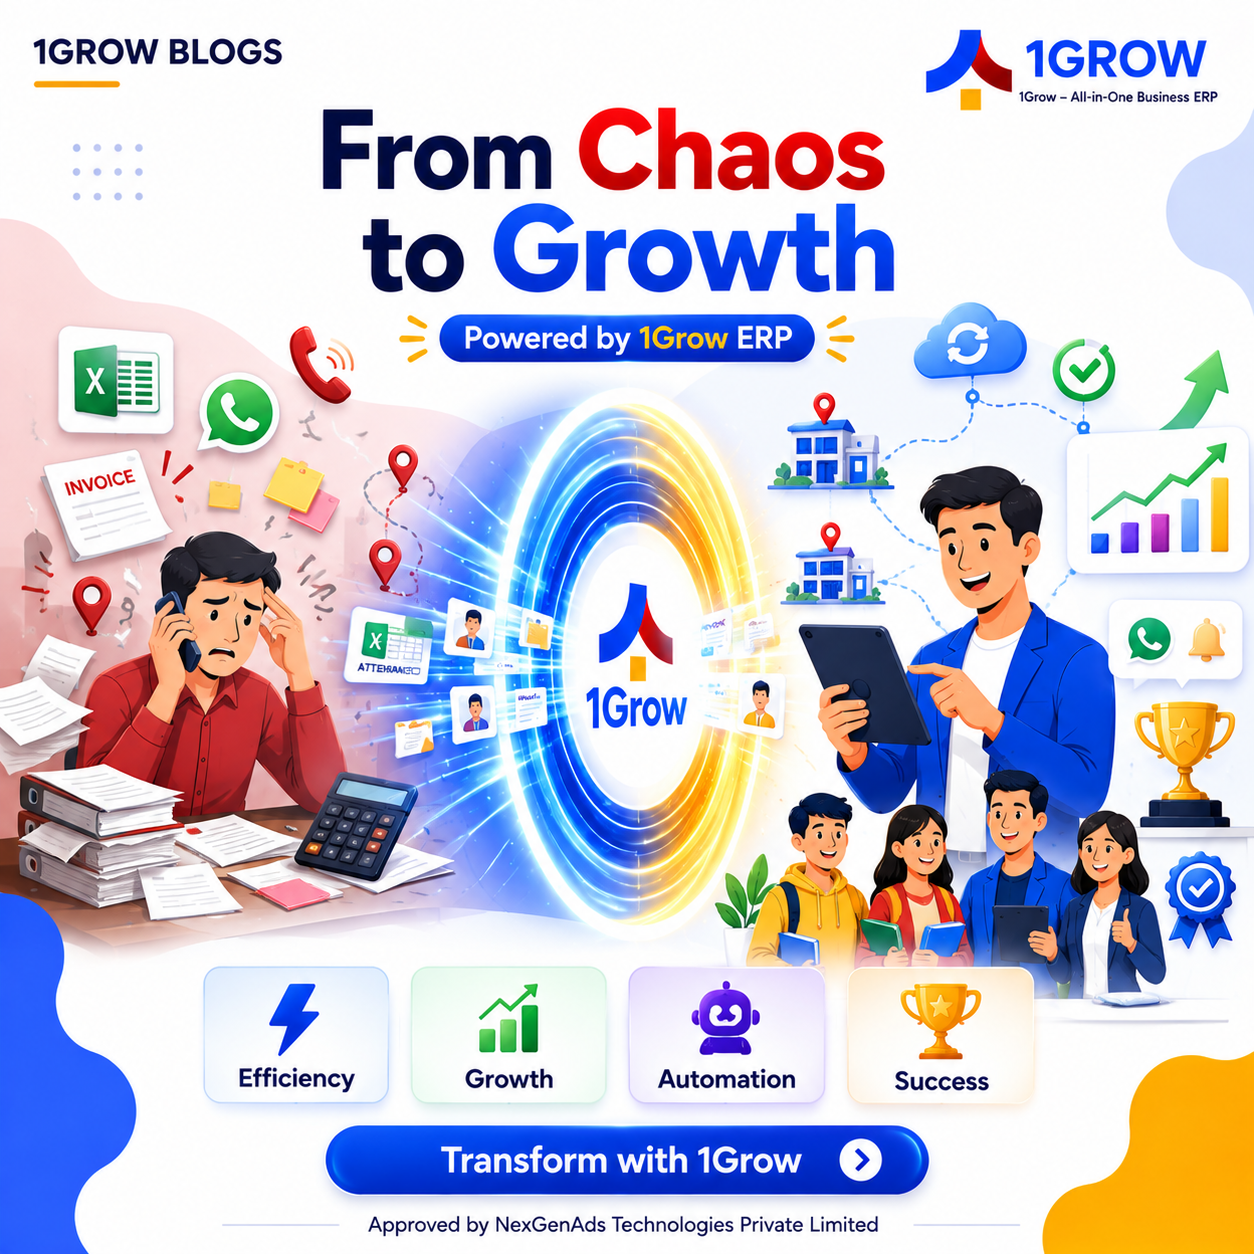 1GROW BLOGS
1GROW
1Grow – All-in-One Business ERP
From Chaos
to Growth
Powered by 1Grow ERP
X
INVOICE
X
1Grow
Efficiency
Growth
Automation
Success
Transform with 1Grow
Approved by NexGenAds Technologies Private Limited